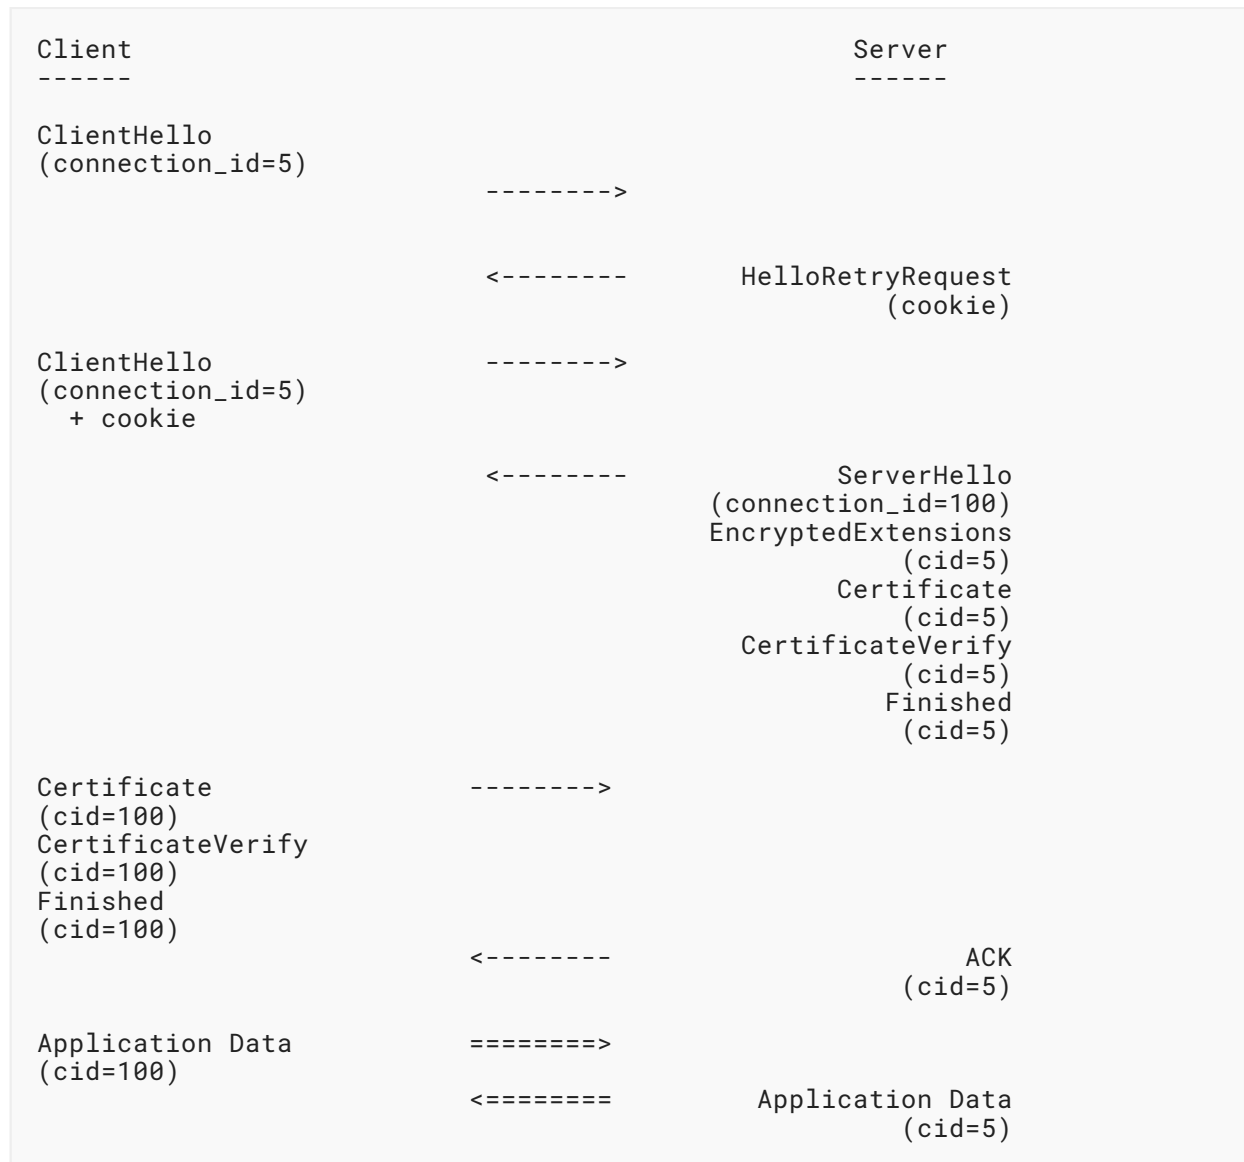 Client                                             Server
------                                             ------
ClientHello
(connection_id=5)
                            -------->
                            <--------       HelloRetryRequest
                                                     (cookie)
ClientHello                 -------->
(connection_id=5)
  + cookie
                            <--------             ServerHello
                                          (connection_id=100)
                                          EncryptedExtensions
                                                      (cid=5)
                                                  Certificate
                                                      (cid=5)
                                            CertificateVerify
                                                      (cid=5)
                                                     Finished
                                                      (cid=5)
Certificate                -------->
(cid=100)
CertificateVerify
(cid=100)
Finished
(cid=100)
                           <--------                      ACK
                                                      (cid=5)
Application Data           ========>
(cid=100)
                           <========         Application Data
                                                      (cid=5)